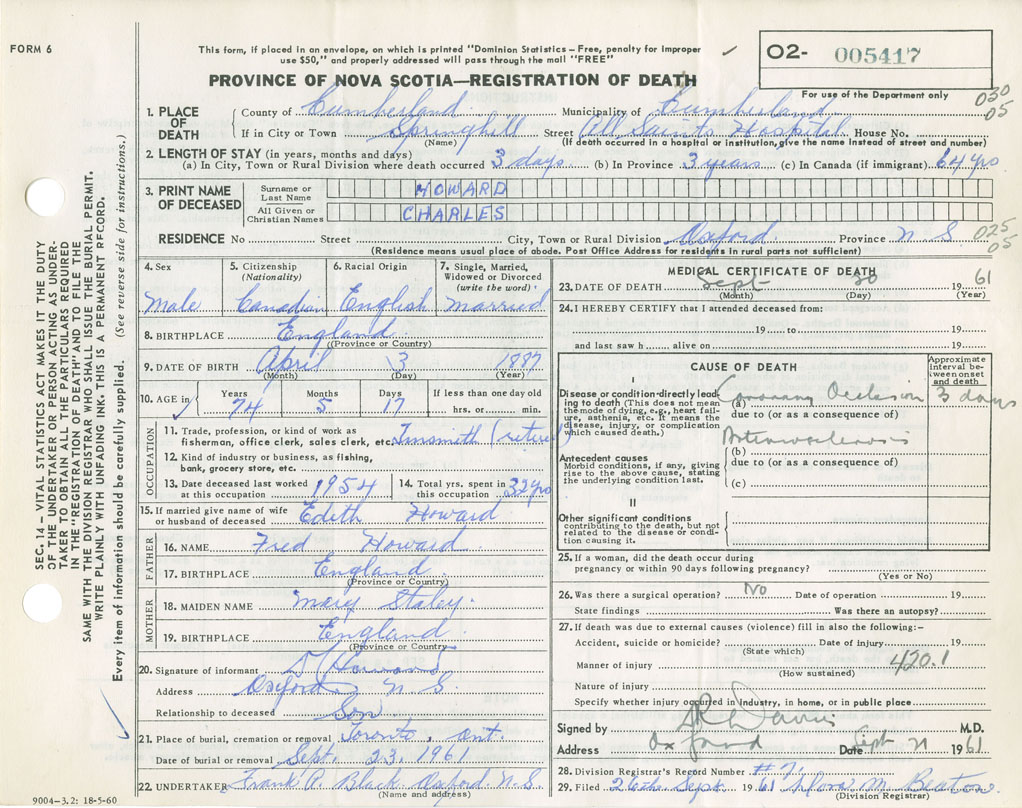 FORM 6
This form, if placed in an envelope, on which is printed "Dominion Statistics – Free, penalty for improper
use $50," and properly addressed will pass through the mail "FREE"
O2- 005417
PROVINCE OF NOVA SCOTIA—REGISTRATION OF DEATH
For use of the Department only
030
05
1. PLACE OF DEATH
County of Cumberland Municipality of Cumberland
If in City or Town Springhill Street All Saints Hospital House No.
(Name) (If death occurred in a hospital or institution, give the name instead of street and number)
2. LENGTH OF STAY (in years, months and days)
(a) In City, Town or Rural Division where death occurred 3 days (b) In Province 3 years (c) In Canada (if immigrant) 64 yrs
3. PRINT NAME OF DECEASED
Surname or Last Name HOWARD
All Given or Christian Names CHARLES
RESIDENCE No Street City, Town or Rural Division Oxford Province N S
025
05
(Residence means usual place of abode. Post Office Address for residents in rural parts not sufficient)
4. Sex
Male
5. Citizenship (Nationality)
Canadian
6. Racial Origin
English
7. Single, Married, Widowed or Divorced (write the word)
Married
8. BIRTHPLACE England
(Province or Country)
9. DATE OF BIRTH April 3 1887
(Month) (Day) (Year)
10. AGE in
Years Months Days If less than one day old
74 5 17 hrs. or min.
OCCUPATION
11. Trade, profession, or kind of work as
fisherman, office clerk, sales clerk, etc. Tinsmith (retired)
12. Kind of industry or business, as fishing,
bank, grocery store, etc.
13. Date deceased last worked
at this occupation 1954
14. Total yrs. spent in
this occupation 32 yrs
15. If married give name of wife
or husband of deceased Edith Howard
FATHER
16. NAME Fred Howard
17. BIRTHPLACE England
(Province or Country)
MOTHER
18. MAIDEN NAME Mary Staley
19. BIRTHPLACE England
(Province or Country)
20. Signature of informant Howard
Address Oxford N S.
Relationship to deceased Son
21. Place of burial, cremation or removal Toronto, Ont.
Date of burial or removal Sept. 23, 1961
22. UNDERTAKER Frank P. Black Oxford N.S
(Name and address)
MEDICAL CERTIFICATE OF DEATH
23. DATE OF DEATH Sept 20 1961
(Month) (Day) (Year)
24. I HEREBY CERTIFY that I attended deceased from:
19 to 19
and last saw h alive on 19
CAUSE OF DEATH
Approximate interval between onset and death
I
Disease or condition directly leading to death (This does not mean the mode of dying, e.g., heart failure, asthenia, etc. It means the disease, injury, or complication which caused death.)
Coronary Occlusion 3 days
due to (or as a consequence of)
Antecedent causes
Morbid conditions, if any, giving rise to the above cause, stating the underlying condition last.
Arteriosclerosis
(b)
due to (or as a consequence of)
(c)
II
Other significant conditions
contributing to the death, but not related to the disease or condition causing it.
25. If a woman, did the death occur during
pregnancy or within 90 days following pregnancy?
(Yes or No)
26. Was there a surgical operation? No Date of operation 19
State findings Was there an autopsy?
27. If death was due to external causes (violence) fill in also the following:-
Accident, suicide or homicide? Date of injury 19
(State which)
Manner of injury 420.1
(How sustained)
Nature of injury
Specify whether injury occurred in industry, in home, or in public place
Signed by Davis M.D.
Address Oxford Date Sept 21 1961
28. Division Registrar's Record Number #7.
29. Filed 26th Sept. 1961 M. Beaton
(Division Registrar)
SEC. 14 – VITAL STATISTICS ACT MAKES IT THE DUTY
OF THE UNDERTAKER OR PERSON ACTING AS UNDER-
TAKER TO OBTAIN ALL THE PARTICULARS REQUIRED
IN THE "REGISTRATION OF DEATH" AND TO FILE THE
SAME WITH THE DIVISION REGISTRAR WHO SHALL ISSUE THE BURIAL PERMIT.
WRITE PLAINLY WITH UNFADING INK. THIS IS A PERMANENT RECORD.
Every item of information should be carefully supplied. (See reverse side for instructions.)
9004-3.2: 18-5-60